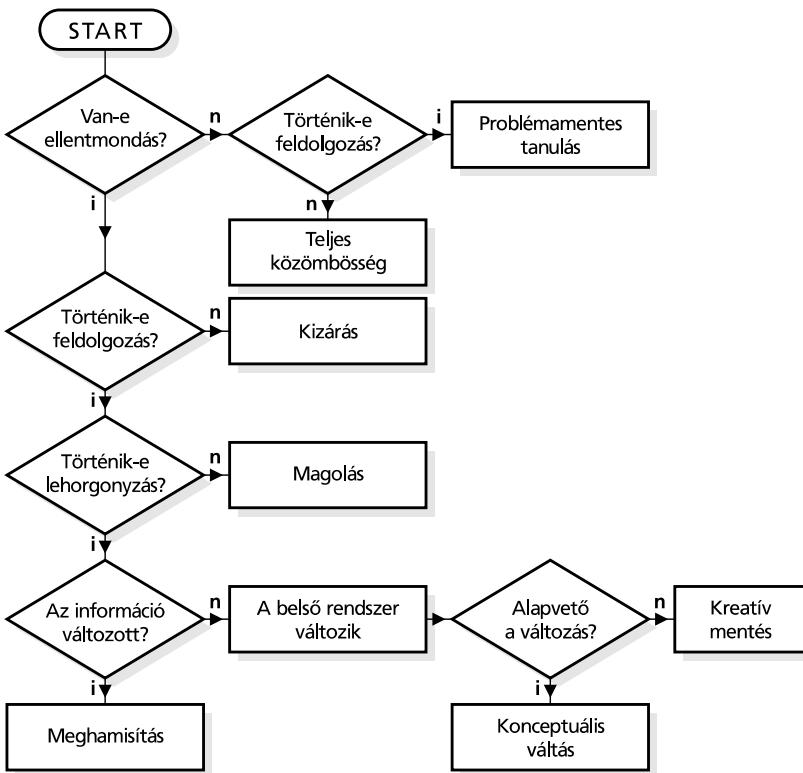 START
Van-e
ellentmondás?
n
Történik-e
feldolgozás?
i
Problémamentes
tanulás
n
Teljes
közömbösség
i
Történik-e
feldolgozás?
n
Kizárás
i
Történik-e
lehorgonyzás?
n
Magolás
i
Az információ
változott?
n
A belső rendszer
változik
Alapvető
a változás?
n
Kreatív
mentés
i
Meghamisítás
i
Konceptuális
váltás